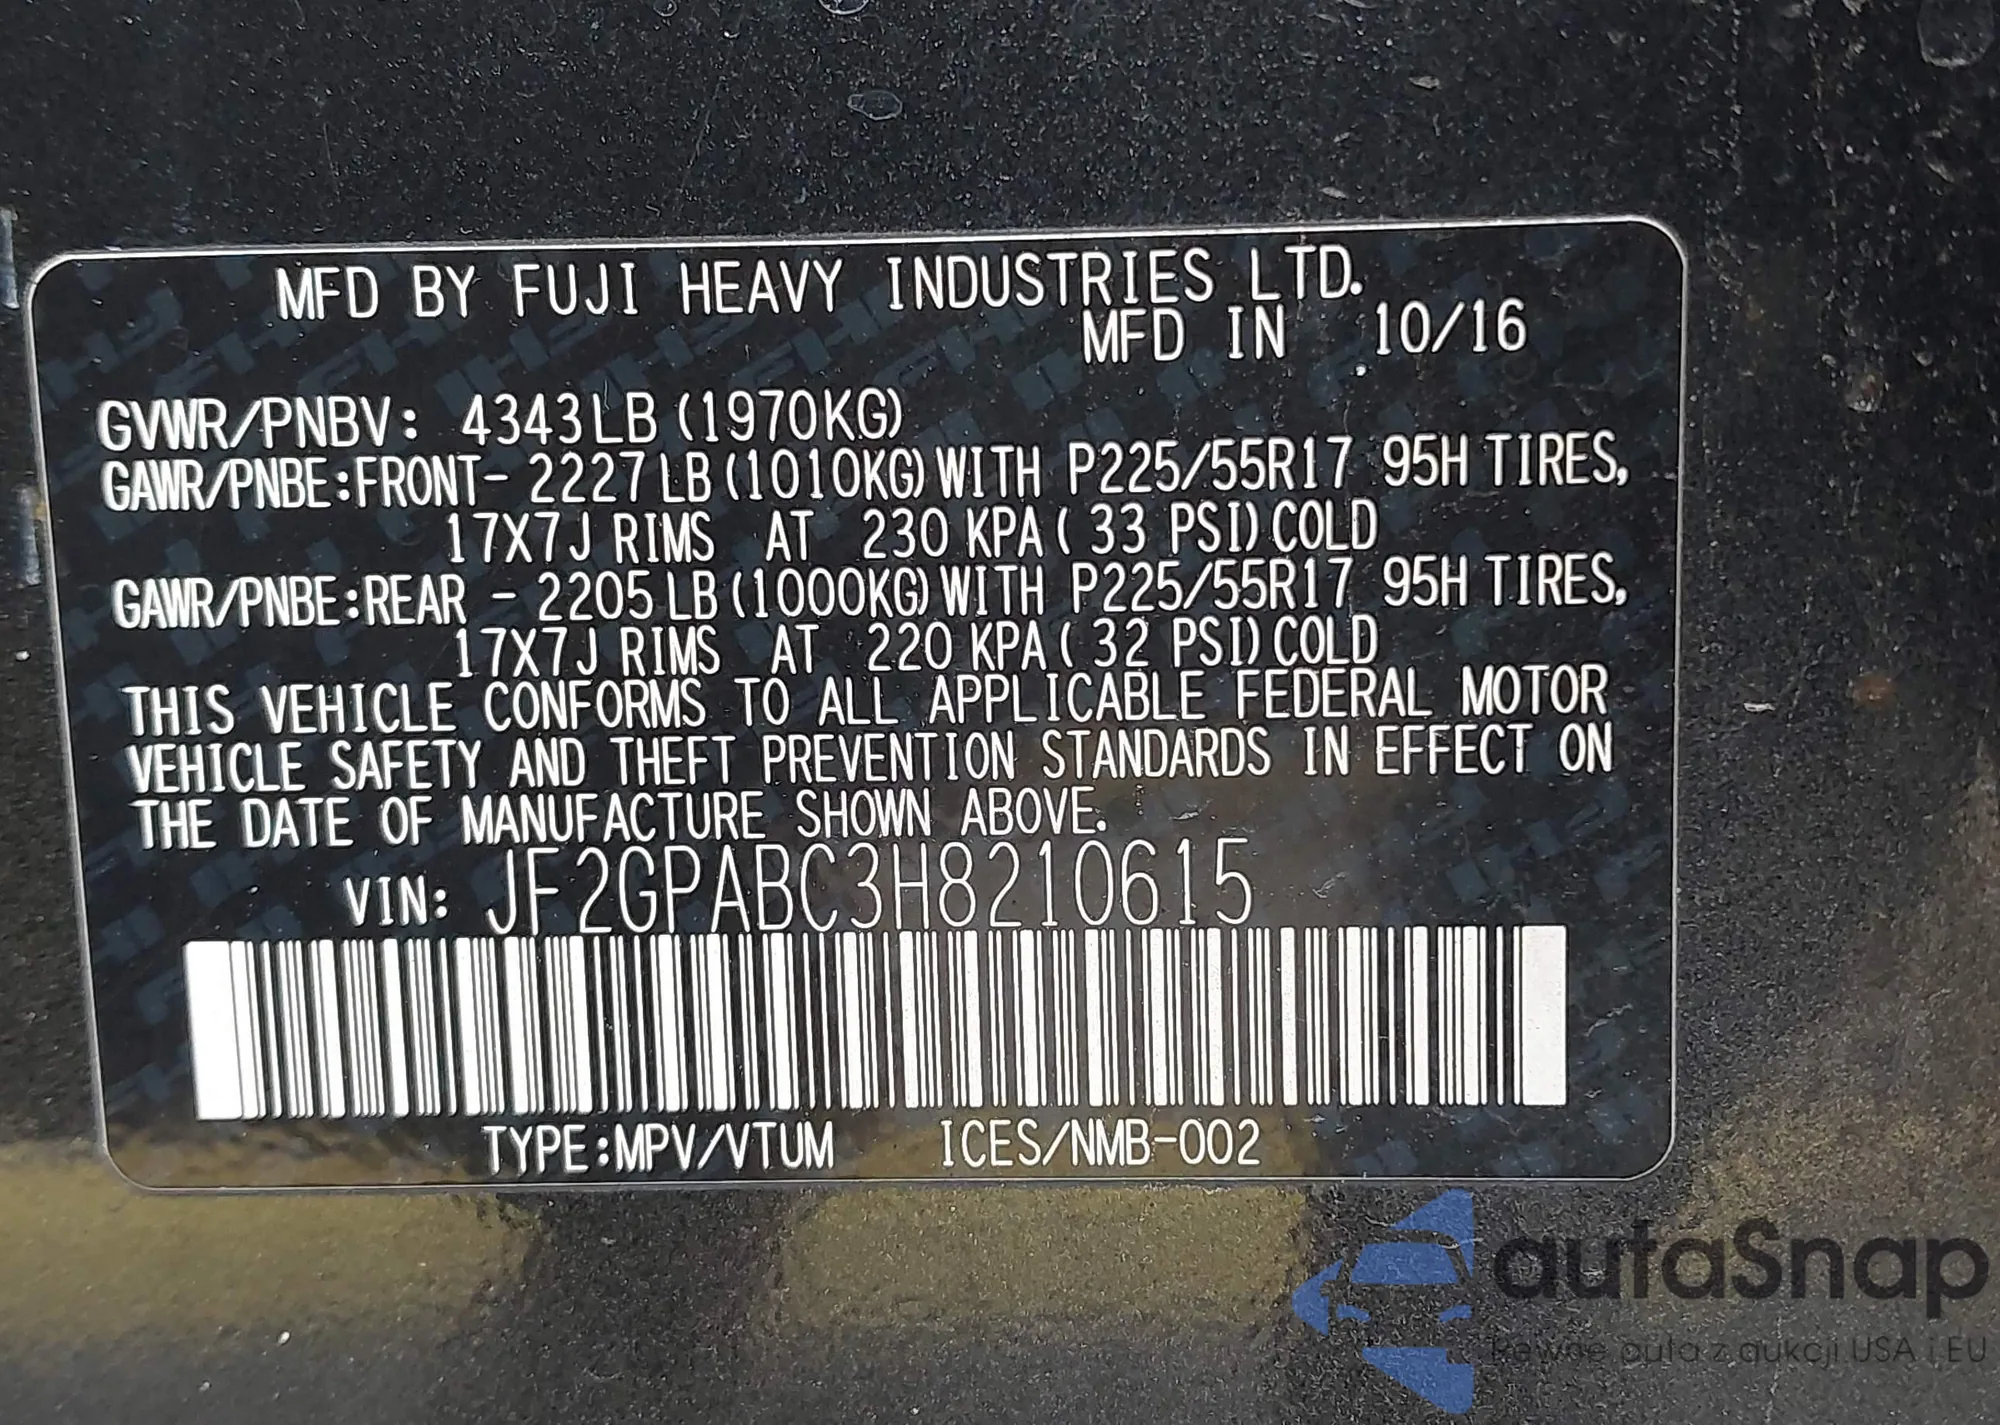 MFD BY FUJI HEAVY INDUSTRIES LTD.
MFD IN 10/16
GVWR/PNBV: 4343LB (1970KG)
GAWR/PNBE:FRONT- 2227LB (1010KG) WITH P225/55R17 95H TIRES,
17X7J RIMS AT 230 KPA ( 33 PSI) COLD
GAWR/PNBE:REAR - 2205LB (1000KG) WITH P225/55R17 95H TIRES,
17X7J RIMS AT 220 KPA ( 32 PSI) COLD
THIS VEHICLE CONFORMS TO ALL APPLICABLE FEDERAL MOTOR
VEHICLE SAFETY AND THEFT PREVENTION STANDARDS IN EFFECT ON
THE DATE OF MANUFACTURE SHOWN ABOVE.
VIN: JF2GPABC3H8210615
TYPE:MPV/VTUM ICES/NMB-002
autaSnap
Pewne auta z aukcji USA i EU